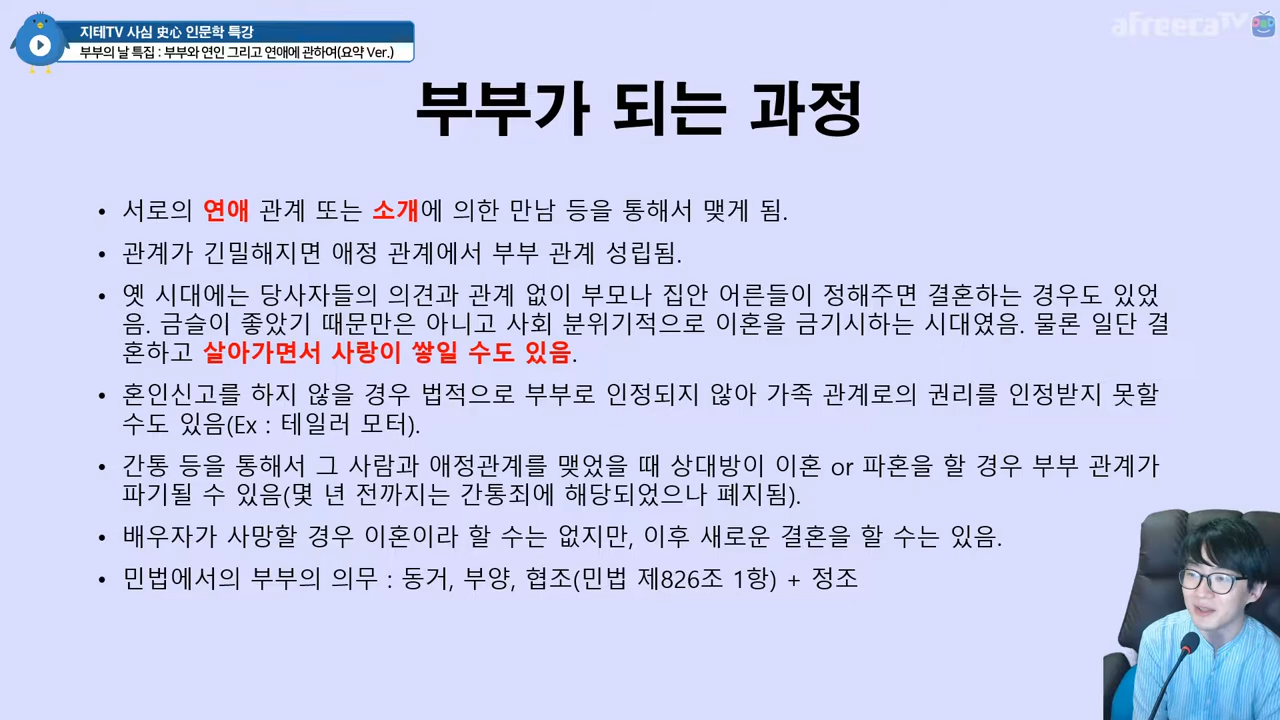 지테TV 사심 史心 인문학 특강
부부의 날 특집 : 부부와 연인 그리고 연애에 관하여(요약 Ver.)
afreecaTV
부부가 되는 과정
• 서로의 연애 관계 또는 소개에 의한 만남 등을 통해서 맺게 됨.
• 관계가 긴밀해지면 애정 관계에서 부부 관계 성립됨.
• 옛 시대에는 당사자들의 의견과 관계 없이 부모나 집안 어른들이 정해주면 결혼하는 경우도 있었
음. 금슬이 좋았기 때문만은 아니고 사회 분위기적으로 이혼을 금기시하는 시대였음. 물론 일단 결
혼하고 살아가면서 사랑이 쌓일 수도 있음.
• 혼인신고를 하지 않을 경우 법적으로 부부로 인정되지 않아 가족 관계로의 권리를 인정받지 못할
수도 있음(Ex : 테일러 모터).
• 간통 등을 통해서 그 사람과 애정관계를 맺었을 때 상대방이 이혼 or 파혼을 할 경우 부부 관계가
파기될 수 있음(몇 년 전까지는 간통죄에 해당되었으나 폐지됨).
• 배우자가 사망할 경우 이혼이라 할 수는 없지만, 이후 새로운 결혼을 할 수는 있음.
• 민법에서의 부부의 의무 : 동거, 부양, 협조(민법 제826조 1항) + 정조